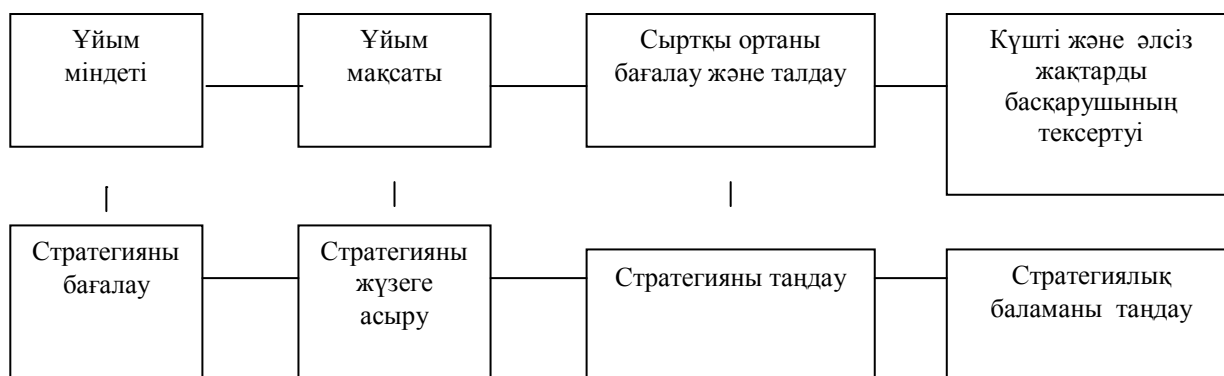 Ұйым
міндеті
Ұйым
мақсаты
Сыртқы ортаны
бағалау және талдау
Күшті және әлсіз
жақтарды
басқарушының
тексертуі
Стратегияны
бағалау
Стратегияны
жүзеге
асыру
Стратегияны таңдау
Стратегиялық
баламаны таңдау